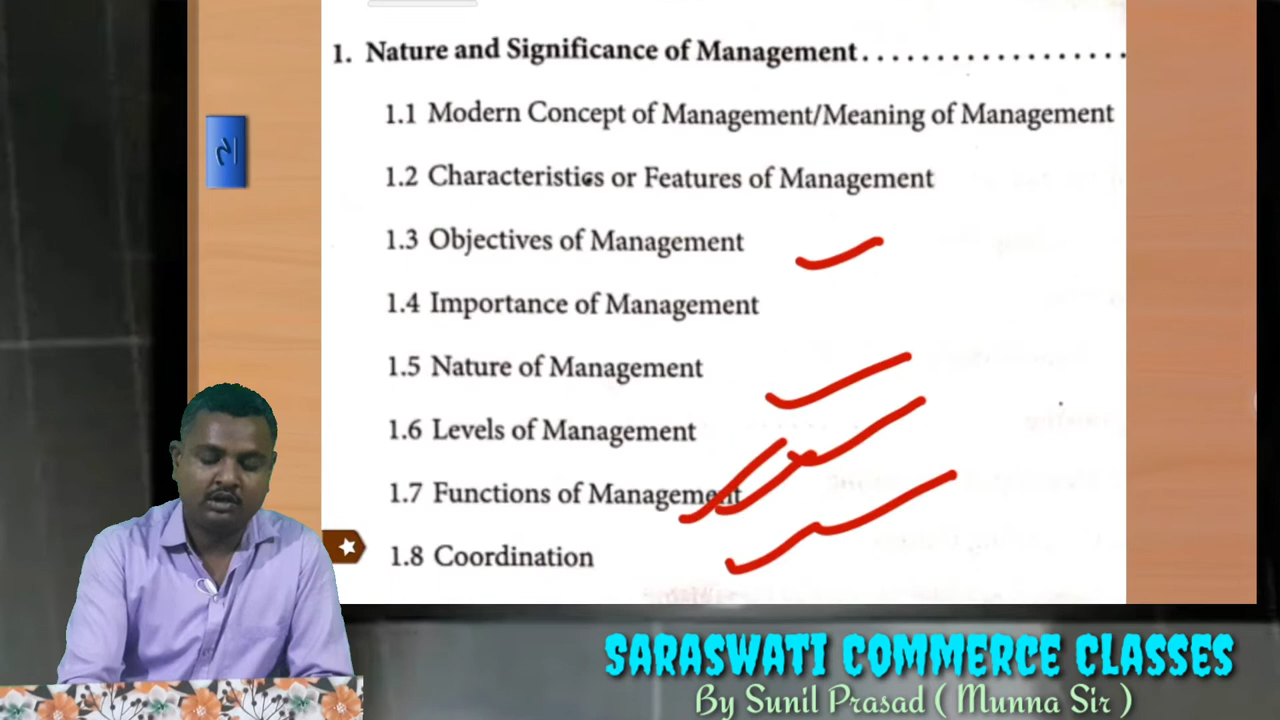 1. Nature and Significance of Management..................
1.1 Modern Concept of Management/Meaning of Management
1.2 Characteristics or Features of Management
1.3 Objectives of Management
1.4 Importance of Management
1.5 Nature of Management
1.6 Levels of Management
1.7 Functions of Management
1.8 Coordination
SARASWATI COMMERCE CLASSES
By Sunil Prasad ( Munna Sir )